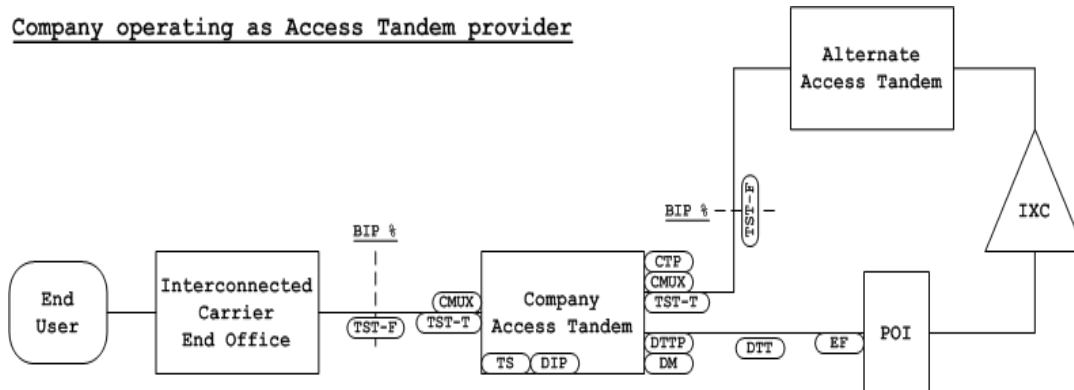 Company operating as Access Tandem provider
Alternate
Access Tandem
TST-F
BIP %
IXC
BIP %
End
User
Interconnected
Carrier
End Office
TST-F
CMUX
TST-T
Company
Access Tandem
TS
DIP
CTP
CMUX
TST-T
DTTP
DM
DTT
EF
POI